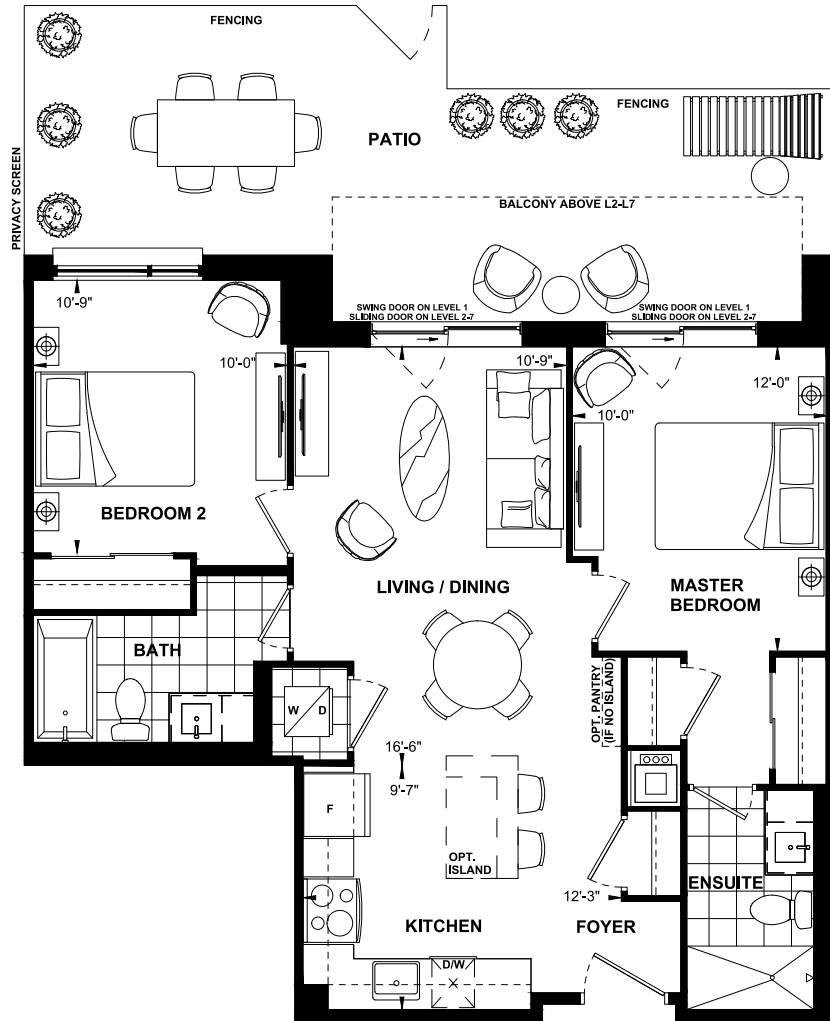 FENCING
FENCING
PATIO
PRIVACY SCREEN
BALCONY ABOVE L2-L7
SWING DOOR ON LEVEL 1
SLIDING DOOR ON LEVEL 2-7
SWING DOOR ON LEVEL 1
SLIDING DOOR ON LEVEL 2-7
10'-9"
10'-0"
10'-9"
12'-0"
10'-0"
BEDROOM 2
LIVING / DINING
MASTER
BEDROOM
BATH
OPT. PANTRY
(IF NO ISLAND)
W
D
16'-6"
9'-7"
F
OPT.
ISLAND
ENSUITE
12'-3"
KITCHEN
FOYER
D/W